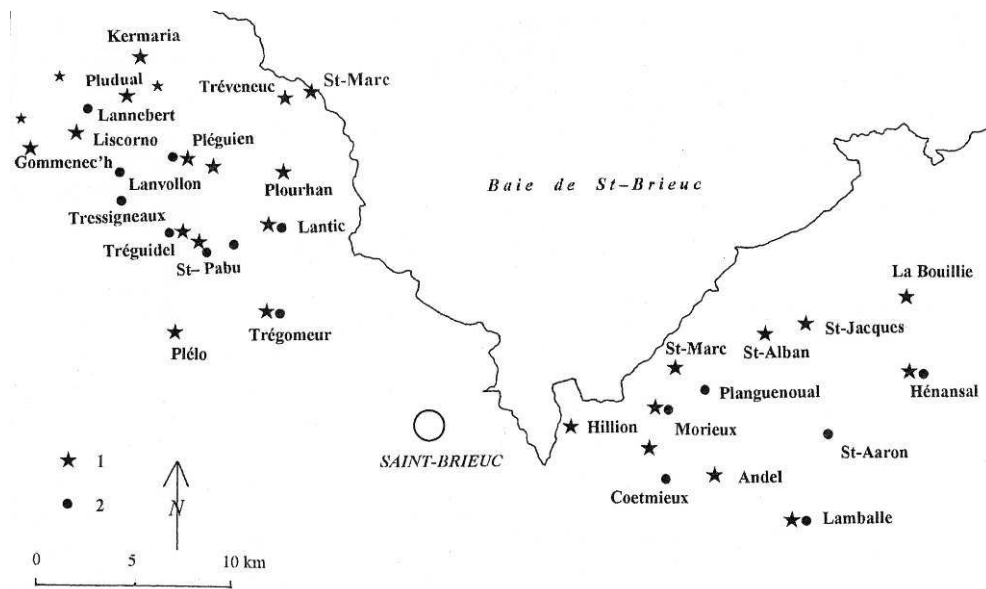 Kermaria
Pludual
Tréveneuc
St-Marc
Lannebert
Liscorno
Pléguien
Gommenec'h
Lanvollon
Plourhan
Baie de St-Brieuc
Tressigneaux
Lantic
Tréguidel
St-Pabu
La Bouillie
Trégomeur
St-Jacques
St-Alban
Plélo
St-Marc
Planguenoual
Hénansal
Hillion
Morieux
SAINT-BRIEUC
St-Aaron
1
Andel
Coetmieux
2
N
Lamballe
0 5 10 km